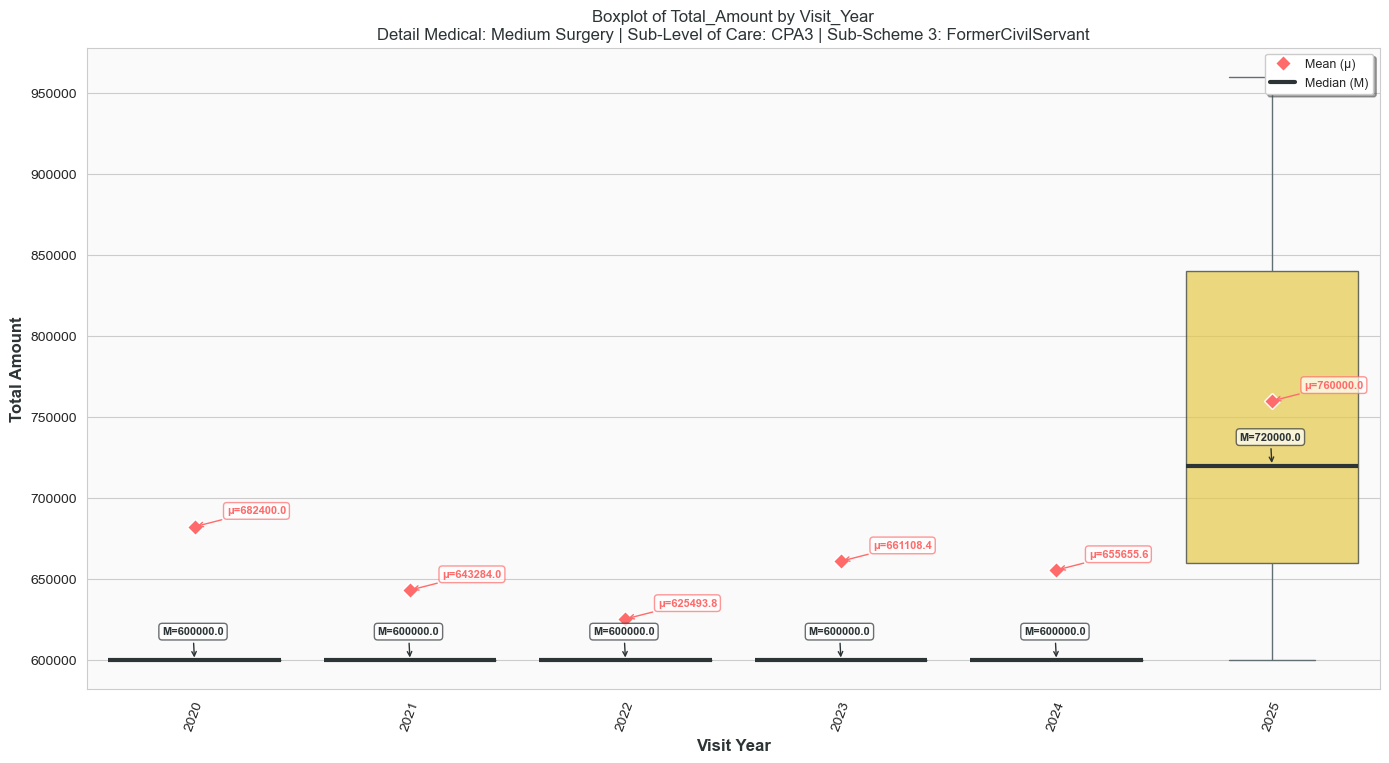 Boxplot of Total_Amount by Visit_Year
Detail Medical: Medium Surgery | Sub-Level of Care: CPA3 | Sub-Scheme 3: FormerCivilServant
Mean (μ)
Median (M)
Total Amount
950000
900000
850000
800000
750000
700000
650000
600000
μ=682400.0
M=600000.0
μ=643284.0
M=600000.0
μ=625493.8
M=600000.0
μ=661108.4
M=600000.0
μ=655655.6
M=600000.0
μ=760000.0
M=720000.0
2020
2021
2022
2023
2024
2025
Visit Year